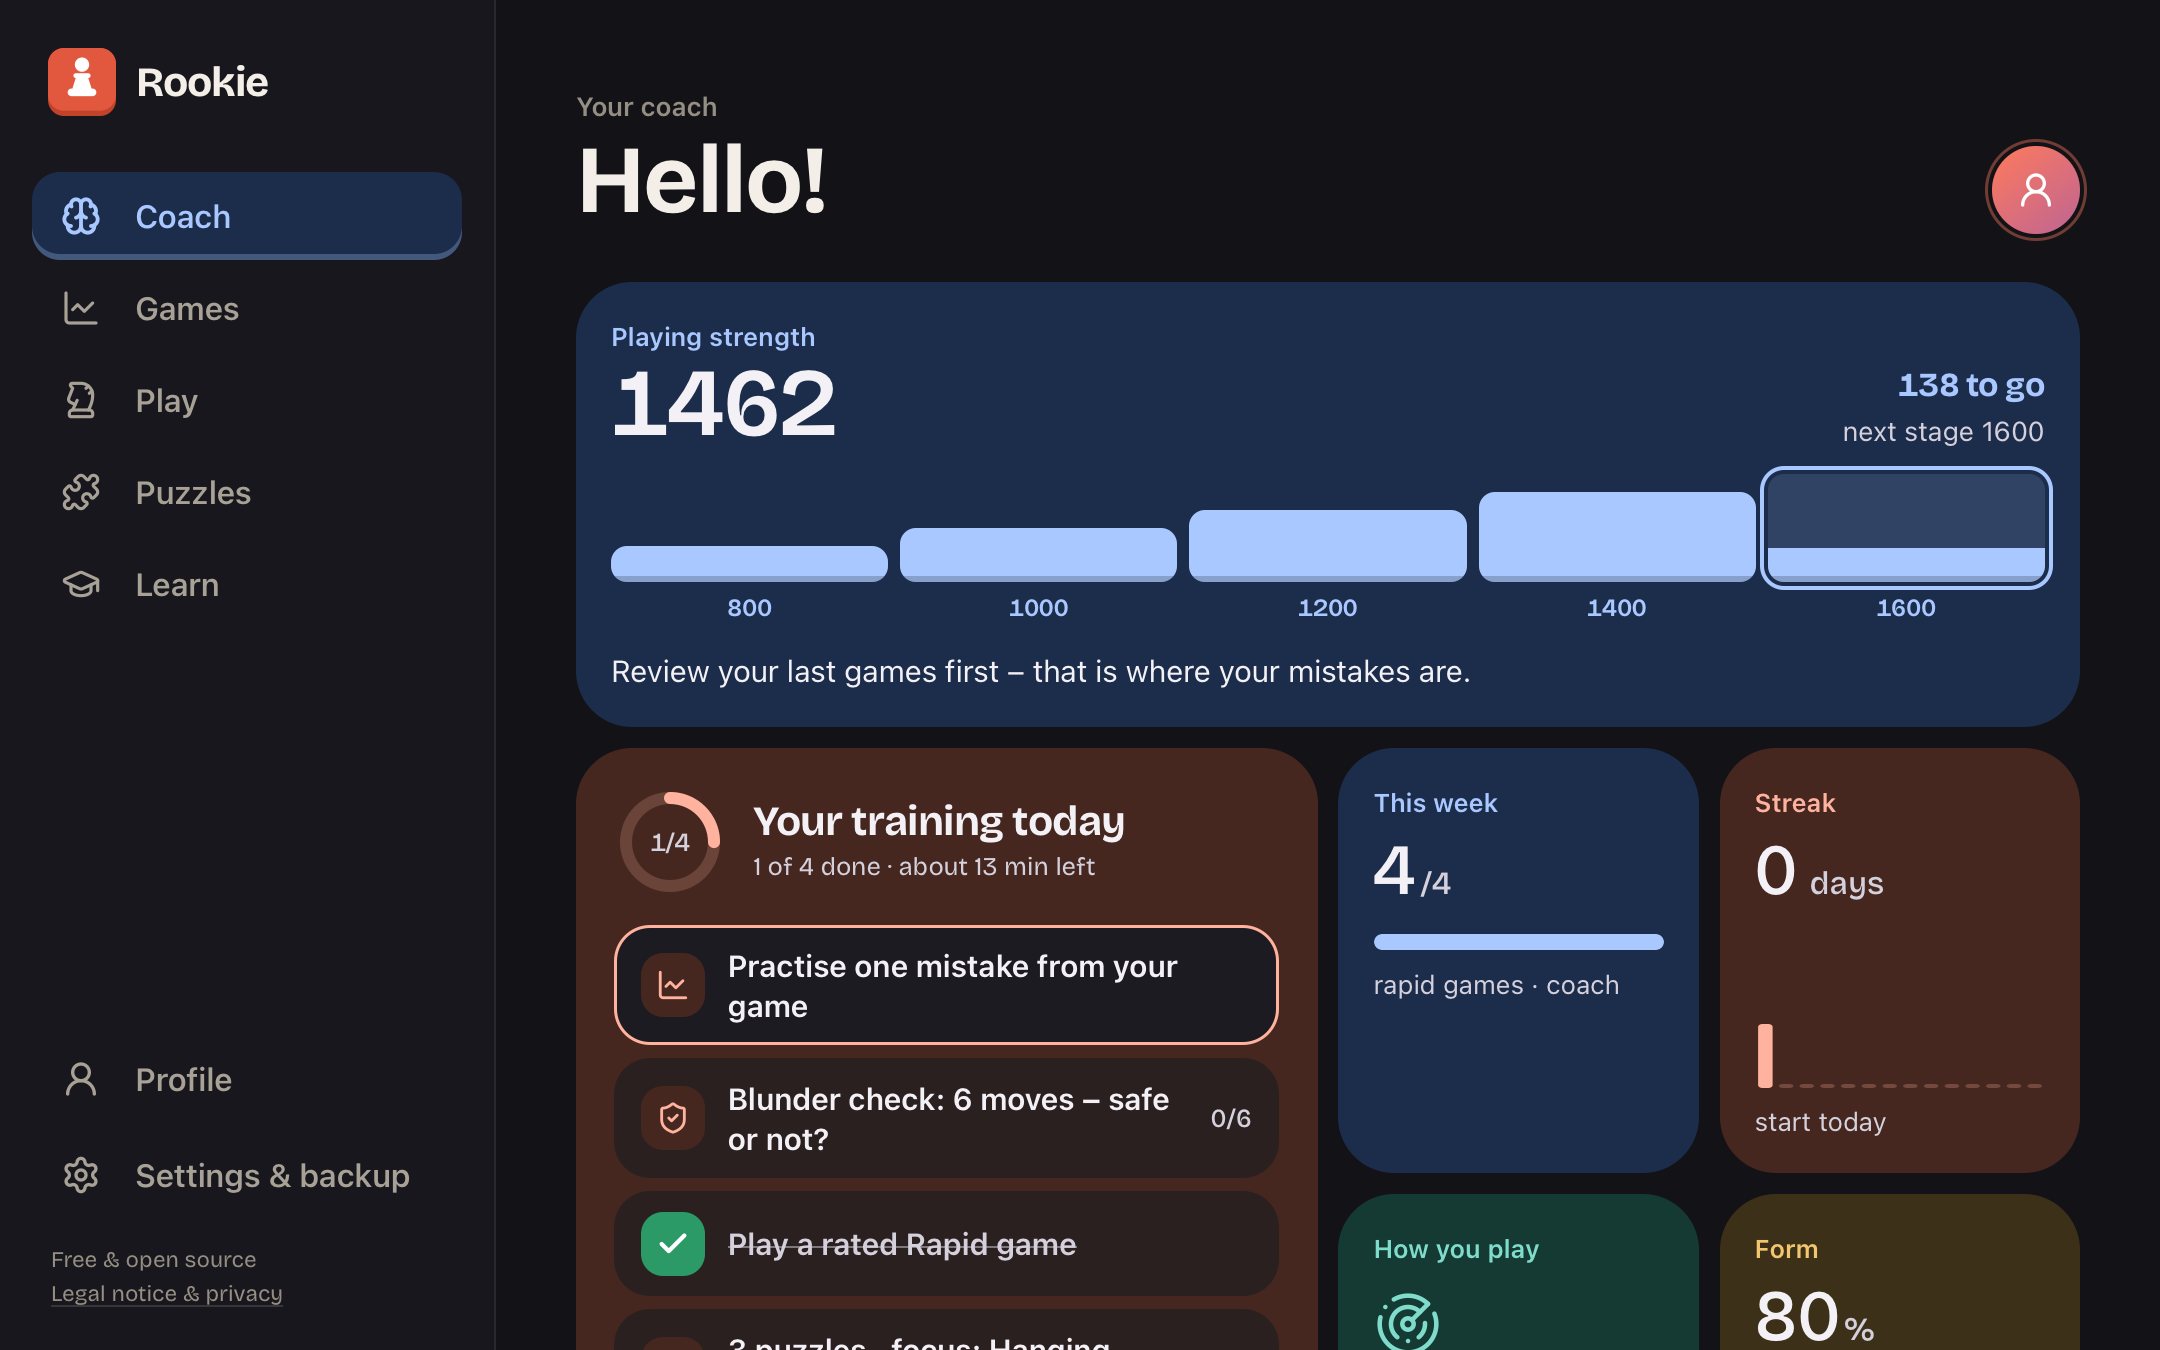 Rookie
Coach
Games
Play
Puzzles
Learn
Profile
Settings & backup
Free & open source
Legal notice & privacy
Your coach
Hello!
Playing strength
1462
138 to go
next stage 1600
800
1000
1200
1400
1600
Review your last games first – that is where your mistakes are.
1/4
Your training today
1 of 4 done · about 13 min left
Practise one mistake from your
game
Blunder check: 6 moves – safe
or not?
0/6
Play a rated Rapid game
3 puzzles · focus: Hanging
This week
4/4
rapid games · coach
Streak
0 days
start today
How you play
Form
80%